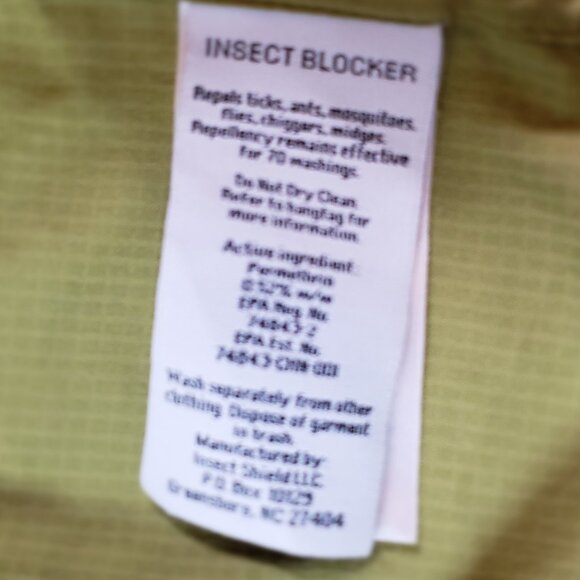 INSECT BLOCKER
Repels ticks, ants, mosquitoes,
flies, chiggers, midges.
Repellency remains effective
for 70 washings.
Do Not Dry Clean.
Refer to hangtag for
more information.
Active ingredient:
Permethrin
0.52% w/w
EPA Reg. No.
74843-2
EPA Est. No.
Wash separately from other
clothing. Dispose of garment
in trash.
Manufactured by:
Insect Shield LLC.
P.O. Box 10129
Greensboro, NC 27404